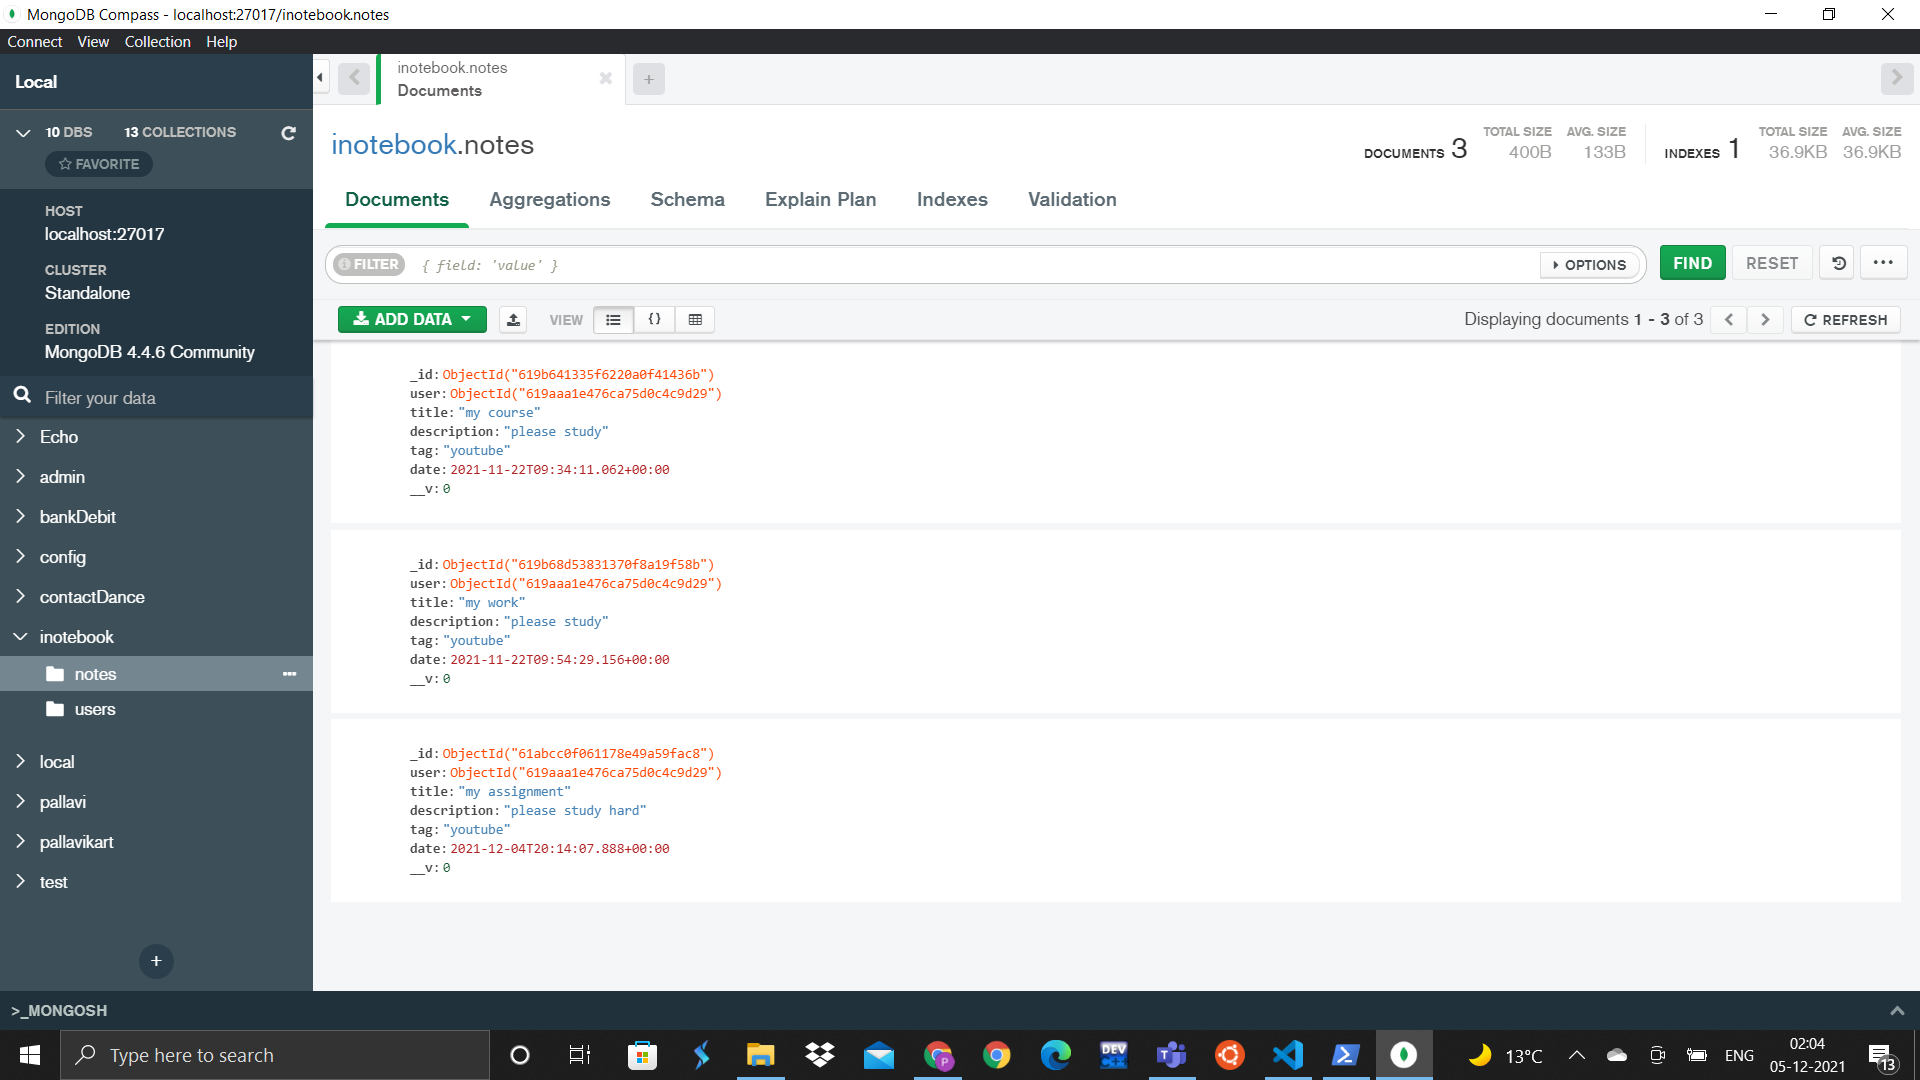 MongoDB Compass - localhost:27017/inotebook.notes
Connect View Collection Help
Local
10 DBS 13 COLLECTIONS
FAVORITE
HOST
localhost:27017
CLUSTER
Standalone
EDITION
MongoDB 4.4.6 Community
Filter your data
Echo
admin
bankDebit
config
contactDance
inotebook
notes
users
local
pallavi
pallavikart
test
+
inotebook.notes
Documents
+
inotebook.notes
DOCUMENTS 3 TOTAL SIZE 400B AVG. SIZE 133B INDEXES 1 TOTAL SIZE 36.9KB AVG. SIZE 36.9KB
Documents Aggregations Schema Explain Plan Indexes Validation
FILTER { field: 'value' } OPTIONS FIND RESET ...
ADD DATA VIEW {} Displaying documents 1 - 3 of 3 REFRESH
_id: ObjectId("619b641335f6220a0f41436b")
user: ObjectId("619aaa1e476ca75d0c4c9d29")
title: "my course"
description: "please study"
tag: "youtube"
date: 2021-11-22T09:34:11.062+00:00
__v: 0
_id: ObjectId("619b68d53831370f8a19f58b")
user: ObjectId("619aaa1e476ca75d0c4c9d29")
title: "my work"
description: "please study"
tag: "youtube"
date: 2021-11-22T09:54:29.156+00:00
__v: 0
_id: ObjectId("61abcc0f061178e49a59fac8")
user: ObjectId("619aaa1e476ca75d0c4c9d29")
title: "my assignment"
description: "please study hard"
tag: "youtube"
date: 2021-12-04T20:14:07.888+00:00
__v: 0
>_MONGOSH
Type here to search
P
DEV C++
13°C ENG
02:04
05-12-2021
13